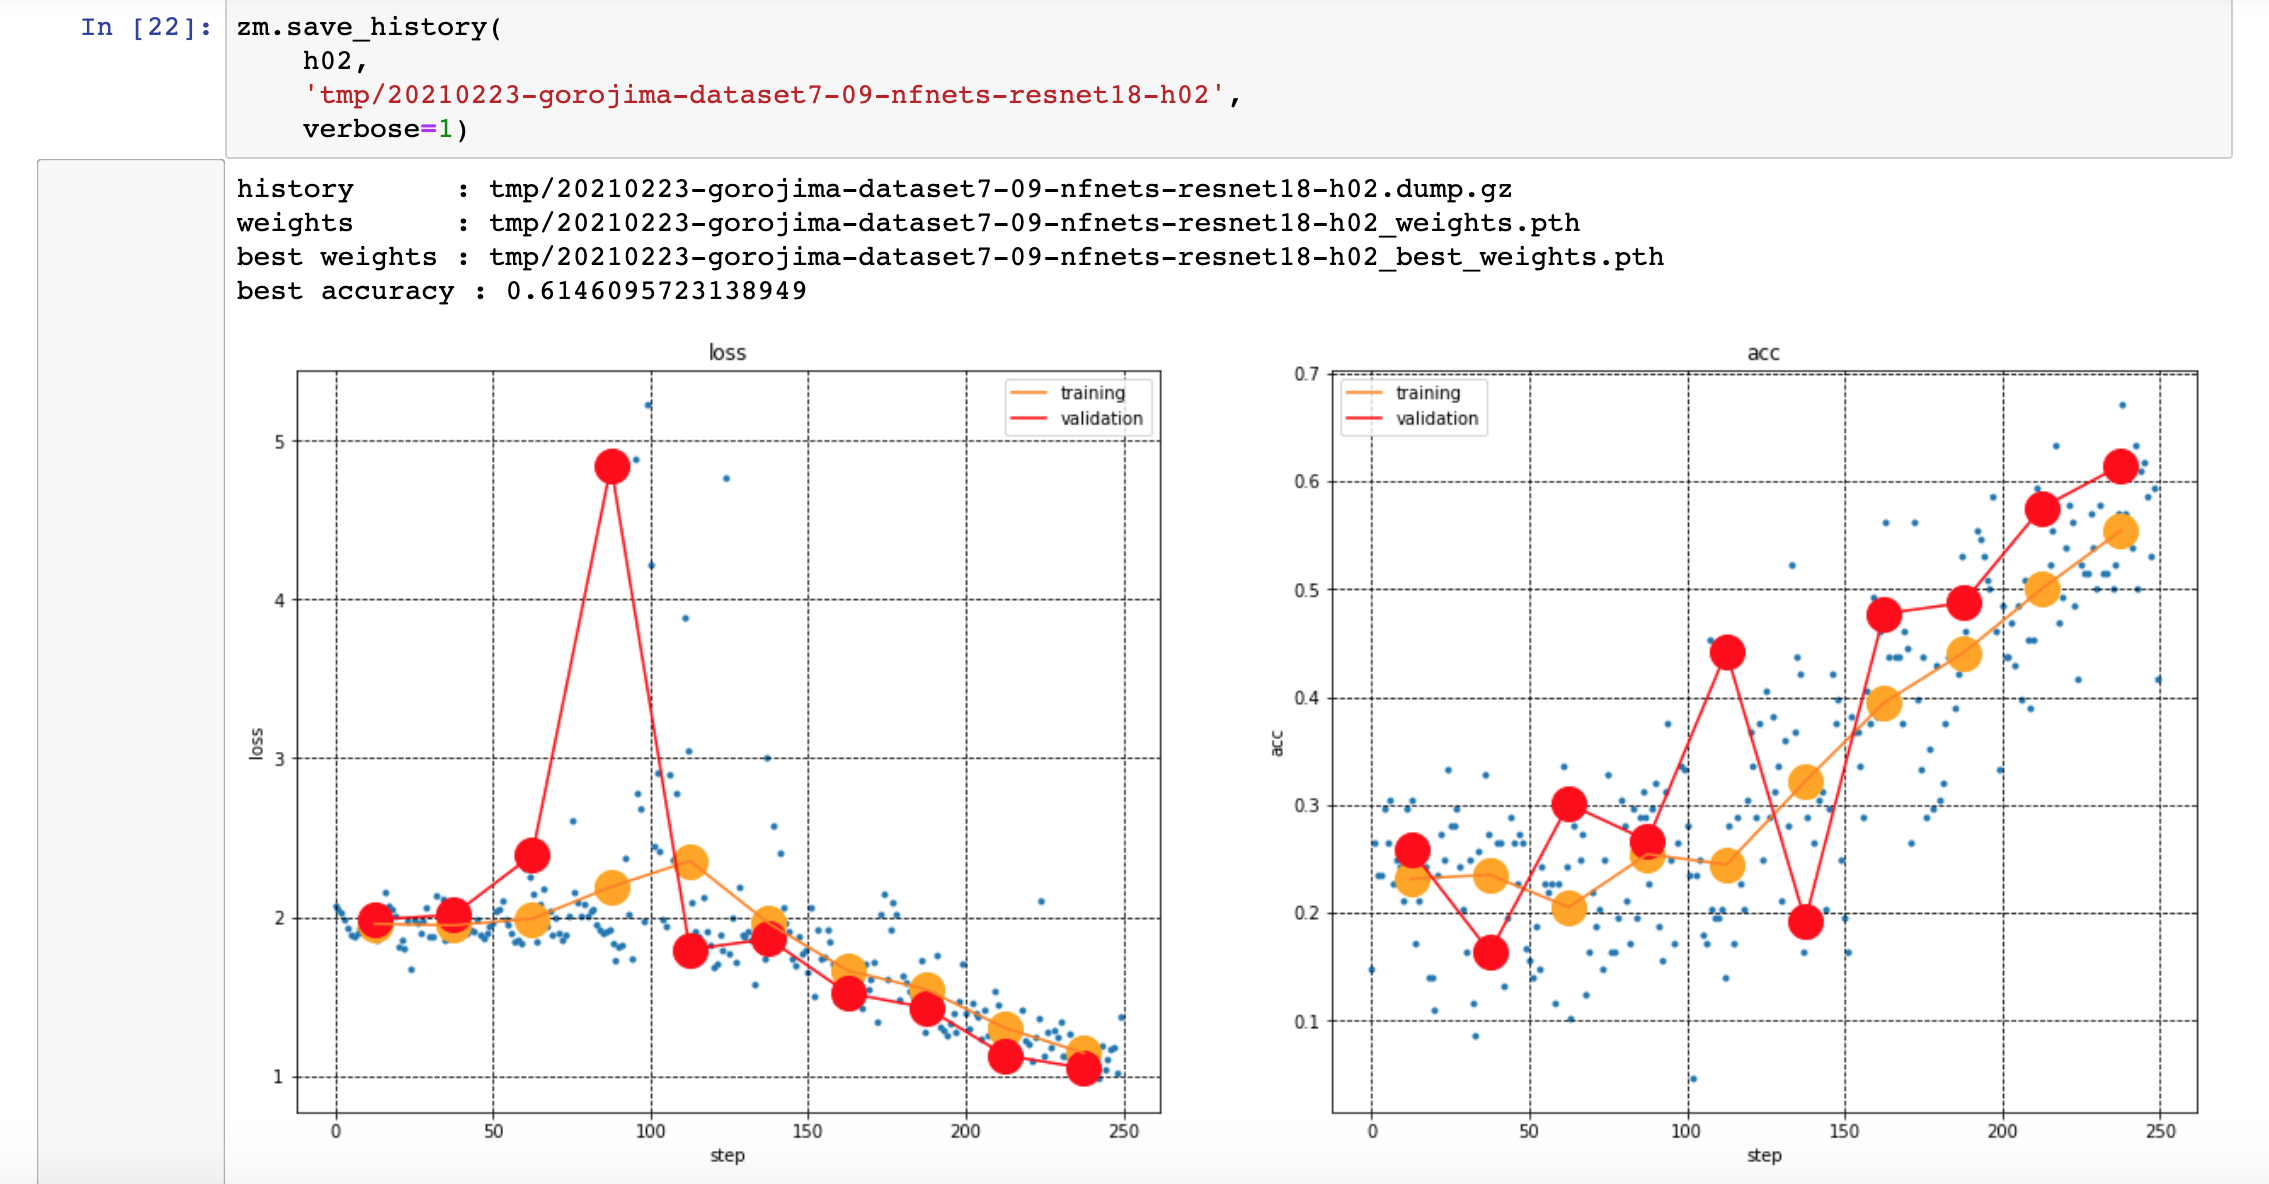 In [22]:
zm.save_history(
    h02,
    'tmp/20210223-gorojima-dataset7-09-nfnets-resnet18-h02',
    verbose=1)
history      : tmp/20210223-gorojima-dataset7-09-nfnets-resnet18-h02.dump.gz
weights      : tmp/20210223-gorojima-dataset7-09-nfnets-resnet18-h02_weights.pth
best weights : tmp/20210223-gorojima-dataset7-09-nfnets-resnet18-h02_best_weights.pth
best accuracy : 0.6146095723138949
loss
training
validation
5
4
3
2
1
loss
0 50 100 150 200 250
step
acc
training
validation
0.7
0.6
0.5
0.4
0.3
0.2
0.1
acc
0 50 100 150 200 250
step